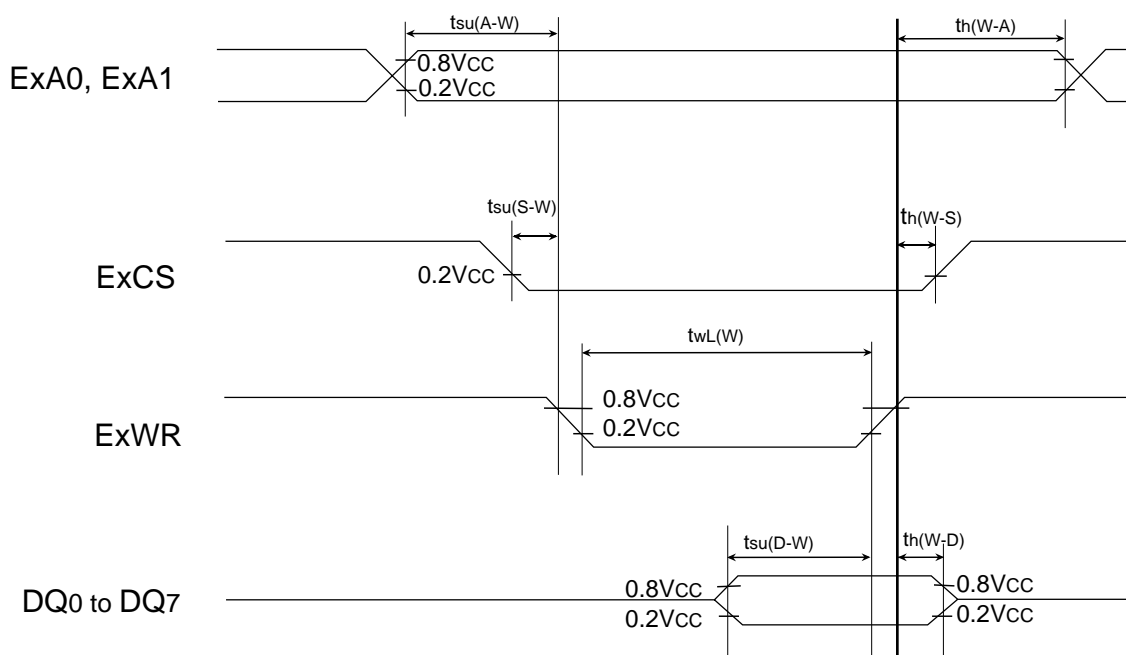 tsu(A-W)
th(W-A)
ExA0, ExA1
0.8VCC
0.2VCC
tsu(S-W)
th(W-S)
ExCS
0.2VCC
twL(W)
ExWR
0.8VCC
0.2VCC
tsu(D-W)
th(W-D)
DQ0 to DQ7
0.8VCC
0.2VCC
0.8VCC
0.2VCC